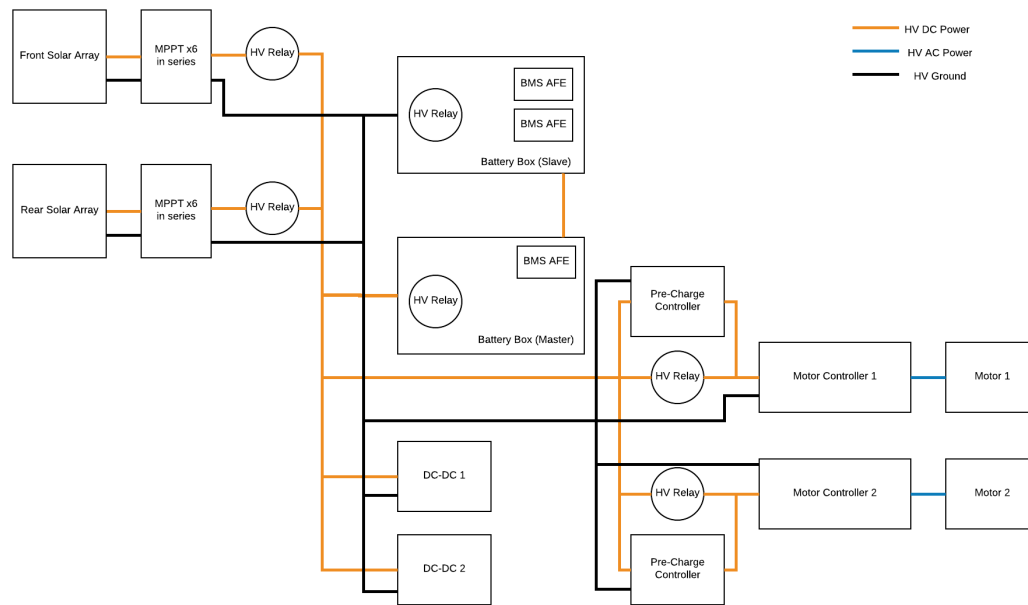 Front Solar Array
MPPT x6
in series
HV Relay
HV DC Power
HV AC Power
HV Ground
BMS AFE
HV Relay
BMS AFE
Battery Box (Slave)
Rear Solar Array
MPPT x6
in series
HV Relay
BMS AFE
HV Relay
Battery Box (Master)
Pre-Charge
Controller
HV Relay
Motor Controller 1
Motor 1
DC-DC 1
HV Relay
Motor Controller 2
Motor 2
DC-DC 2
Pre-Charge
Controller